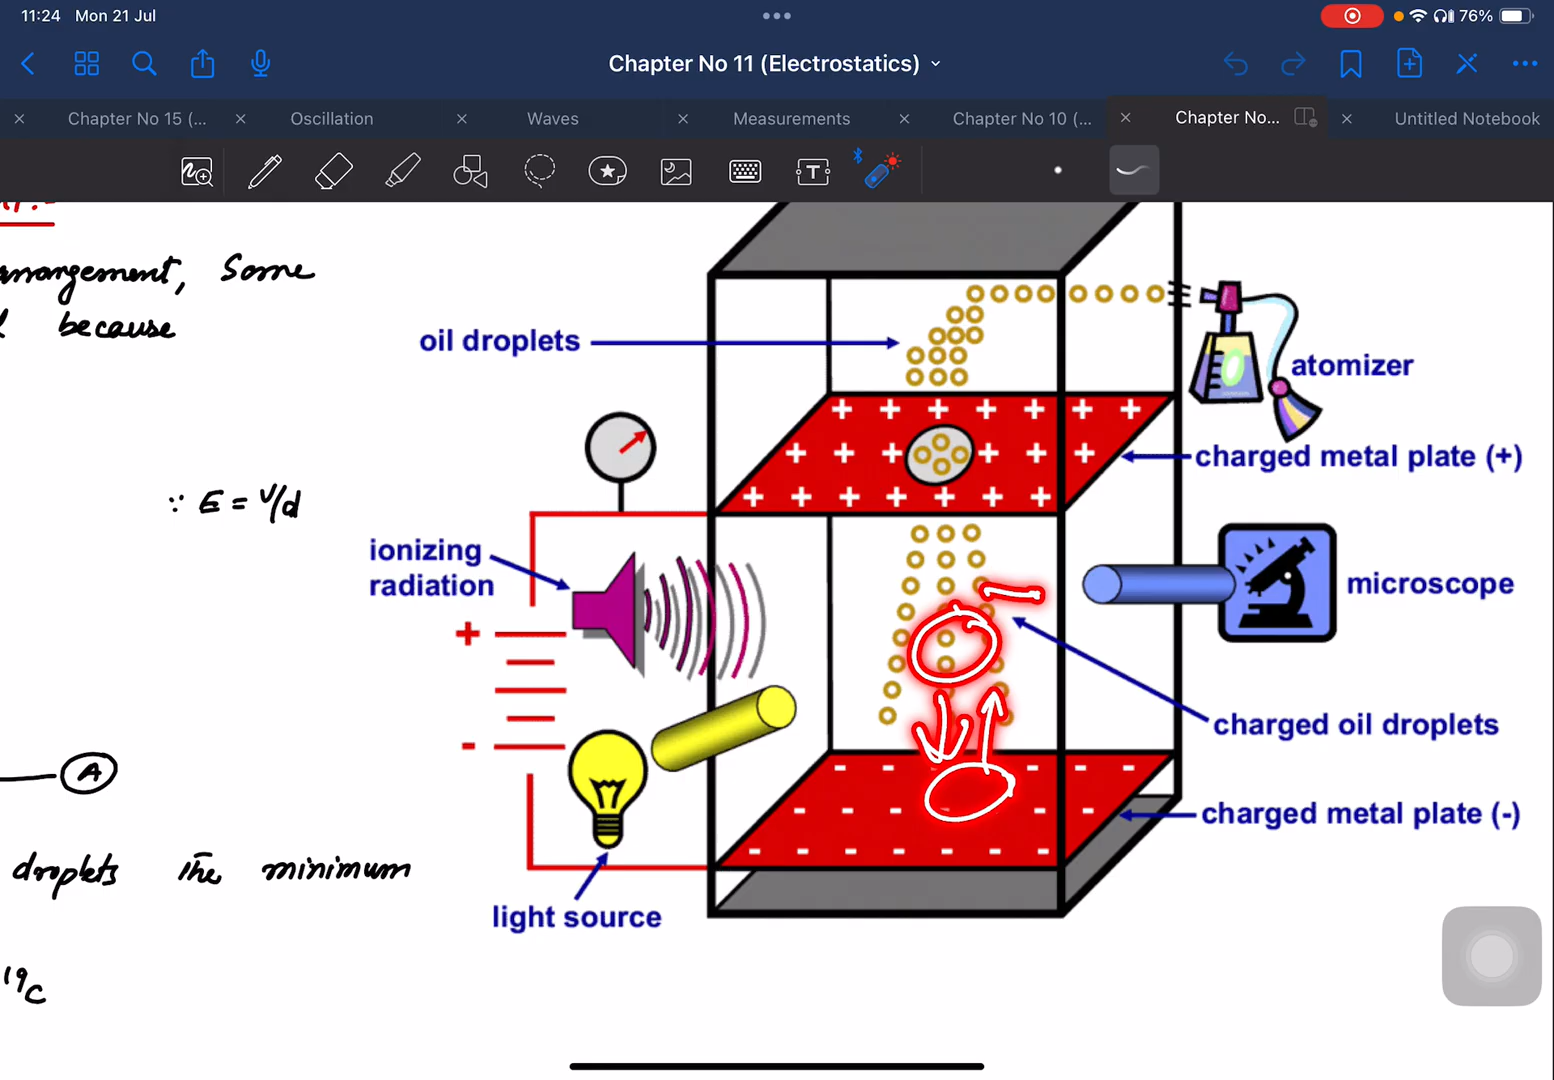 11:24 Mon 21 Jul
76%
Chapter No 11 (Electrostatics)
Chapter No 15 (...
Oscillation
Waves
Measurements
Chapter No 10 (...
Chapter No...
Untitled Notebook
T
arrangement, Some
because
oil droplets
atomizer
+ + + + + + +
charged metal plate (+)
+ + + + + +
+ + + + + + +
∵ E = V/d
ionizing
radiation
microscope
+
charged oil droplets
-
A
charged metal plate (-)
droplets the minimum
light source
19C